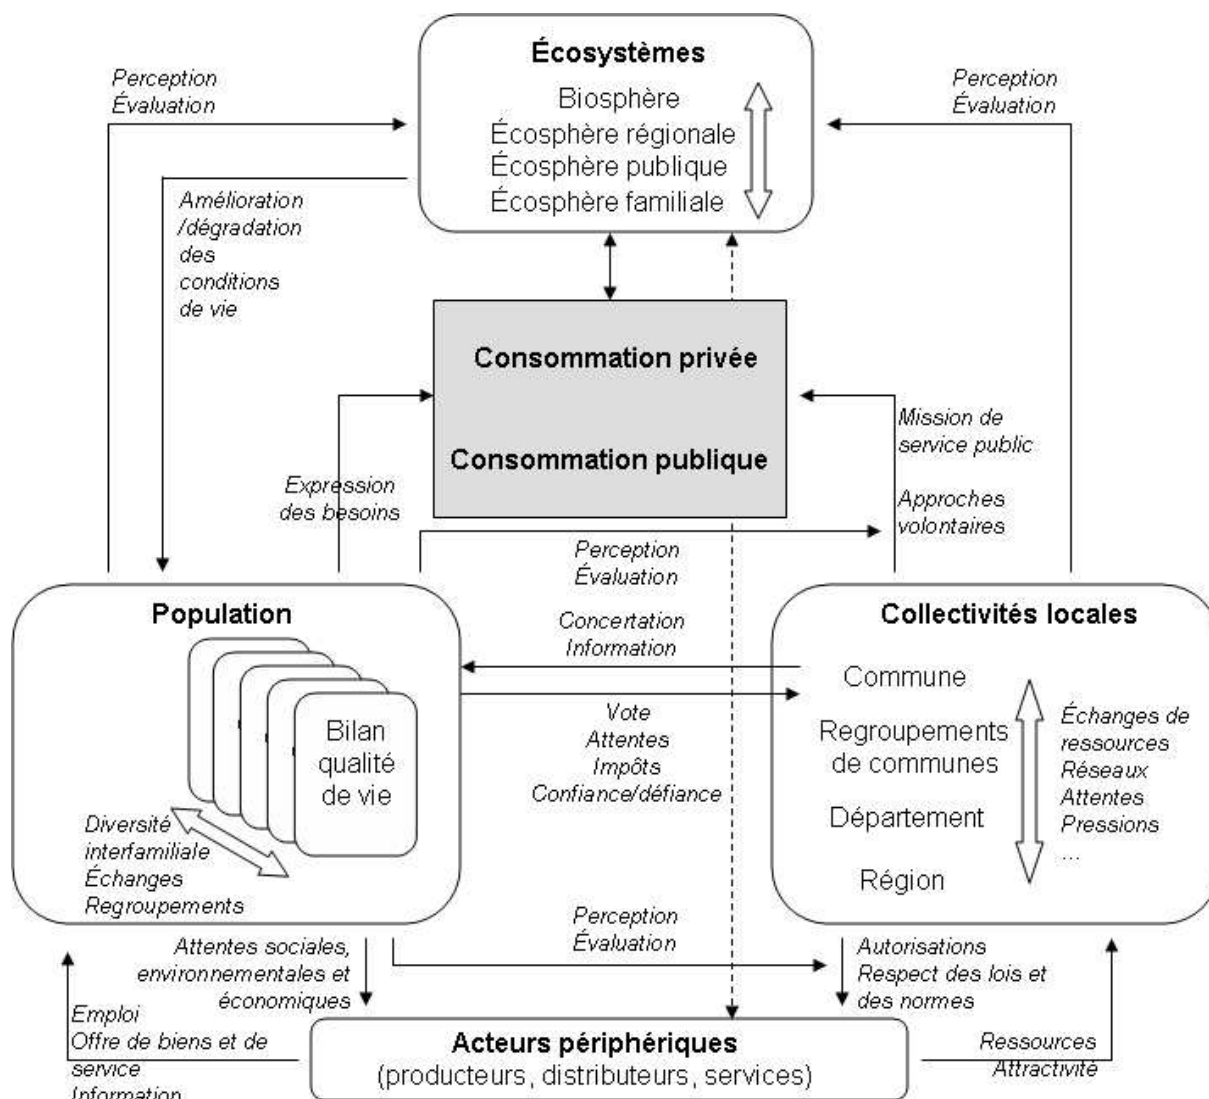 Écosystèmes
Biosphère
Écosphère régionale
Écosphère publique
Écosphère familiale
Perception
Évaluation
Perception
Évaluation
Amélioration
/dégradation
des
conditions
de vie
Consommation privée
Consommation publique
Mission de
service public
Approches
volontaires
Expression
des besoins
Perception
Évaluation
Population
Bilan
qualité
de vie
Diversité
interfamiliale
Échanges
Regroupements
Concertation
Information
Vote
Attentes
Impôts
Confiance/défiance
Collectivités locales
Commune
Regroupements
de communes
Département
Région
Échanges de
ressources
Réseaux
Attentes
Pressions
...
Attentes sociales,
environnementales et
économiques
Perception
Évaluation
Autorisations
Respect des lois et
des normes
Emploi
Offre de biens et de
service
Information
Acteurs périphériques
(producteurs, distributeurs, services)
Ressources
Attractivité